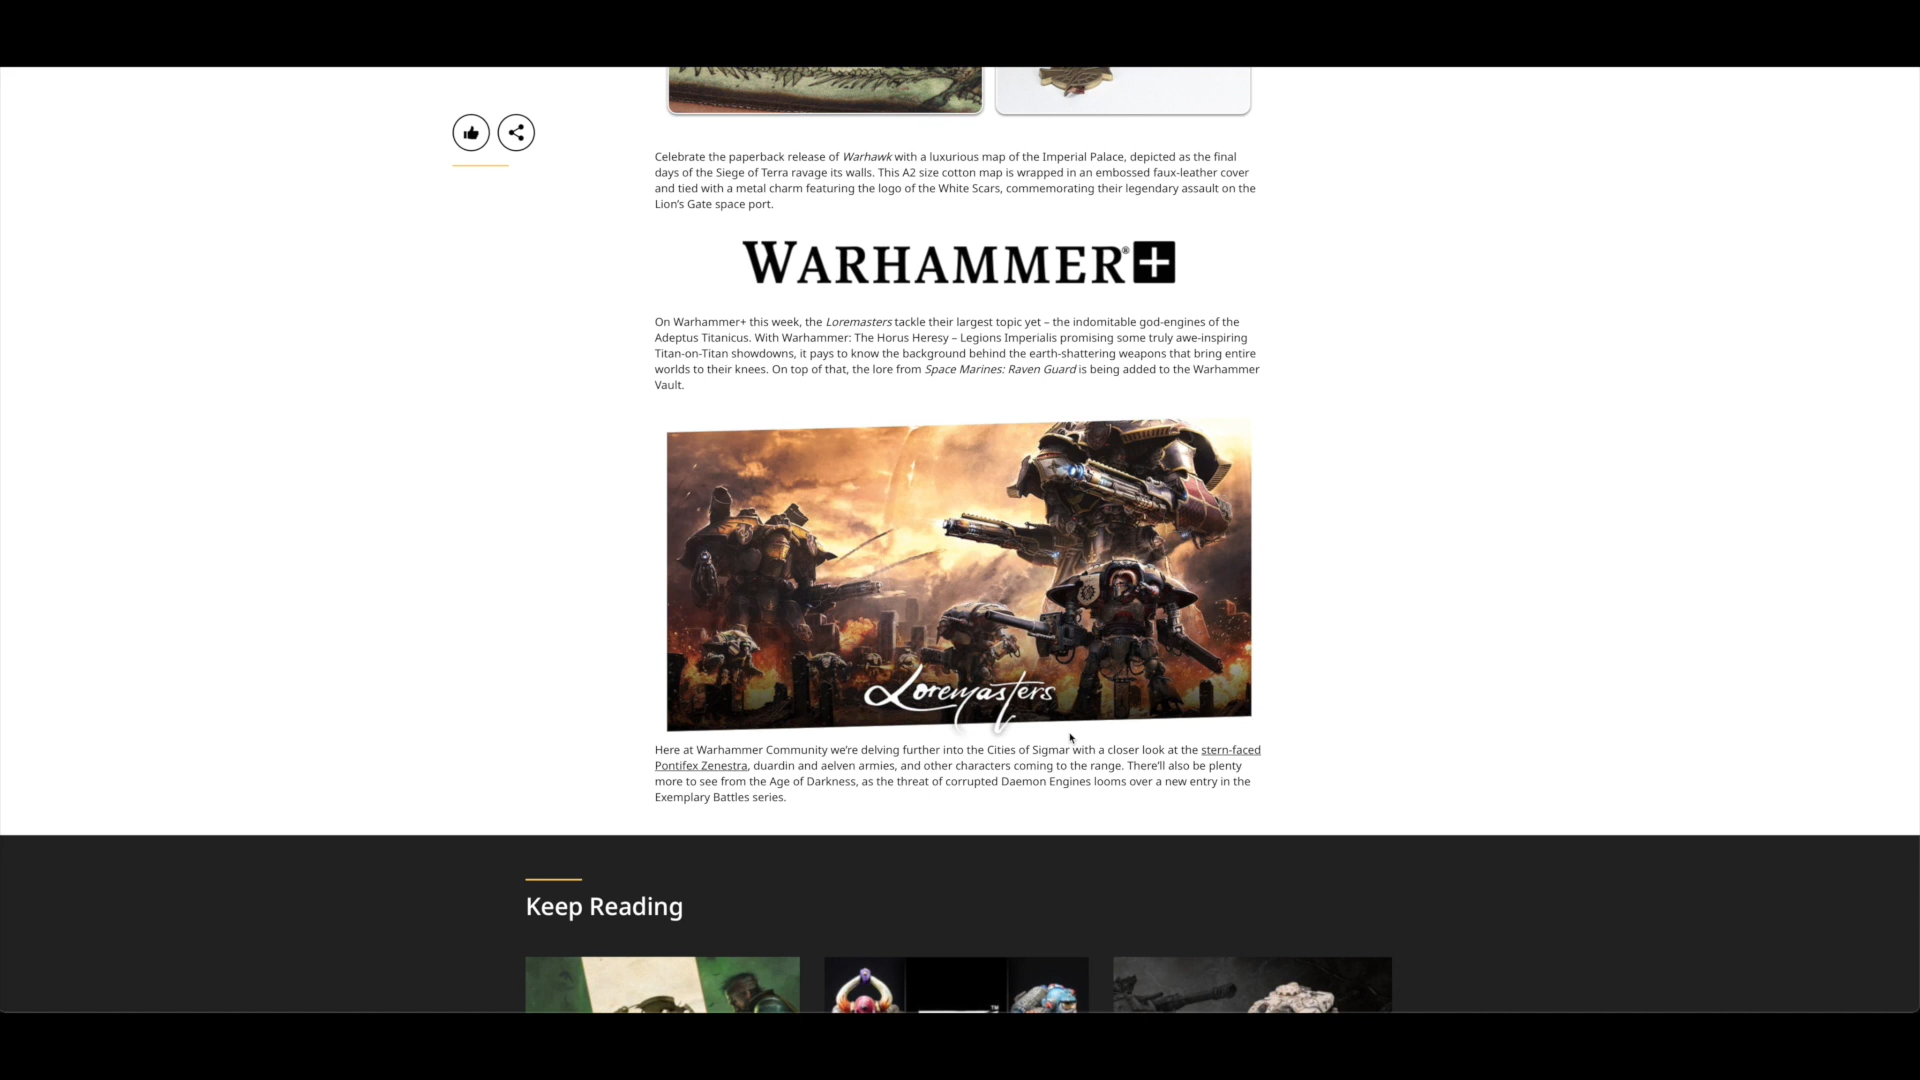 Celebrate the paperback release of Warhawk with a luxurious map of the Imperial Palace, depicted as the final
days of the Siege of Terra ravage its walls. This A2 size cotton map is wrapped in an embossed faux-leather cover
and tied with a metal charm featuring the logo of the White Scars, commemorating their legendary assault on the
Lion’s Gate space port.
WARHAMMER®+
On Warhammer+ this week, the Loremasters tackle their largest topic yet – the indomitable god-engines of the
Adeptus Titanicus. With Warhammer: The Horus Heresy – Legions Imperialis promising some truly awe-inspiring
Titan-on-Titan showdowns, it pays to know the background behind the earth-shattering weapons that bring entire
worlds to their knees. On top of that, the lore from Space Marines: Raven Guard is being added to the Warhammer
Vault.
Loremasters
Here at Warhammer Community we’re delving further into the Cities of Sigmar with a closer look at the stern-faced
Pontifex Zenestra, duardin and aelven armies, and other characters coming to the range. There’ll also be plenty
more to see from the Age of Darkness, as the threat of corrupted Daemon Engines looms over a new entry in the
Exemplary Battles series.
Keep Reading
™